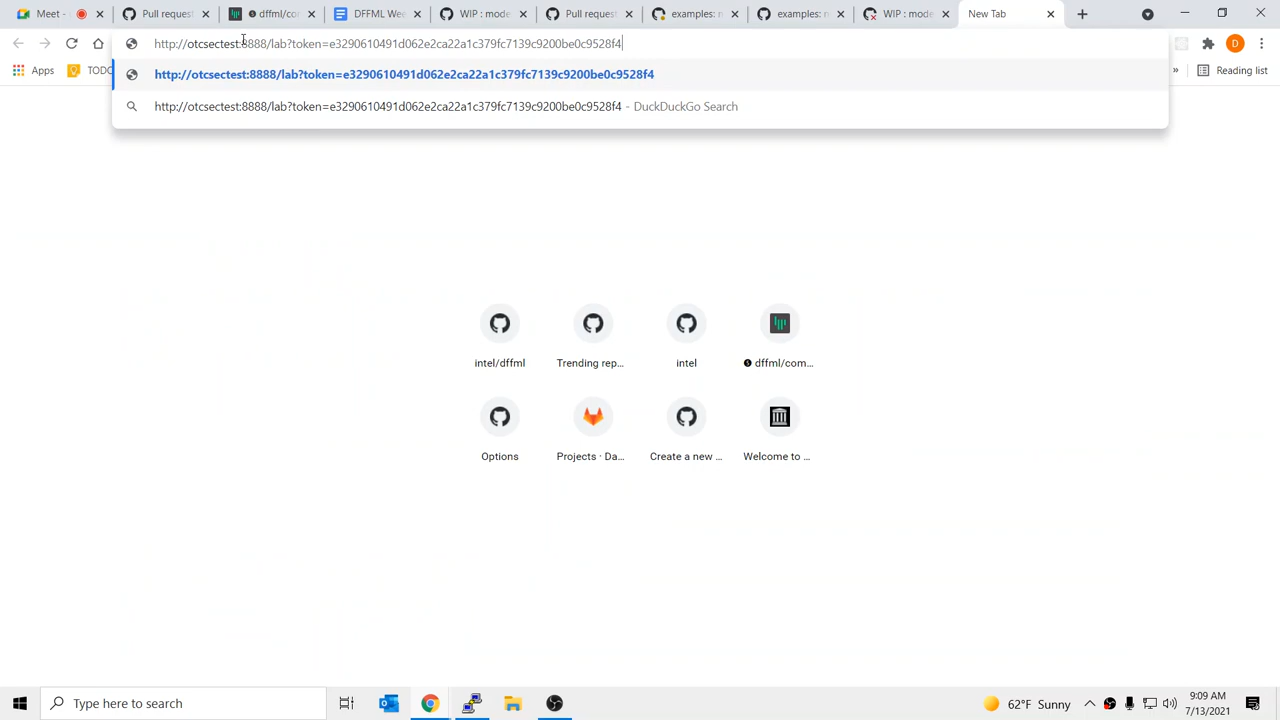 Meet -
Pull request
dffml/co
DFFML Wee
WIP : mode
Pull reques
examples:
examples: n
WIP : mode
New Tab
http://otcsectest:8888/lab?token=e3290610491d062e2ca22a1c379fc7139c9200be0c9528f4
Apps
TODO
http://otcsectest:8888/lab?token=e3290610491d062e2ca22a1c379fc7139c9200be0c9528f4
http://otcsectest:8888/lab?token=e3290610491d062e2ca22a1c379fc7139c9200be0c9528f4 - DuckDuckGo Search
D
»
Reading list
intel/dffml
Trending rep...
intel
dffml/com...
Options
Projects · Da...
Create a new ...
Welcome to ...
Type here to search
62°F Sunny
9:09 AM
7/13/2021